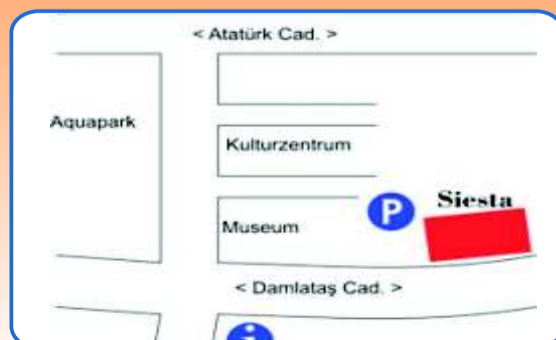 < Atatürk Cad. >
Aquapark
Kulturzentrum
Siesta
P
Museum
< Damlataş Cad. >
i